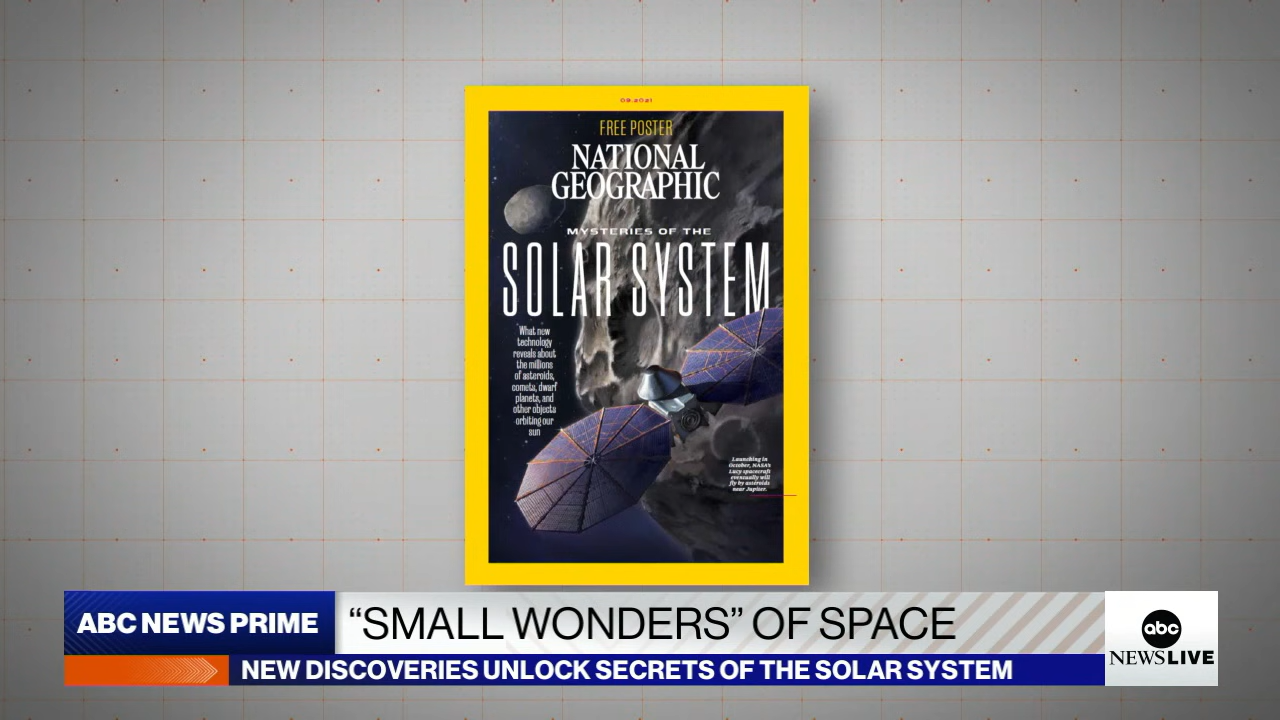 09.2021
FREE POSTER
NATIONAL
GEOGRAPHIC
MYSTERIES OF THE
SOLAR SYSTEM
What new
technology
reveals about
the millions
of asteroids,
comets, dwarf
planets, and
other objects
orbiting our
sun
Launching in
October, NASA's
Lucy spacecraft
eventually will
fly by asteroids
near Jupiter.
ABC NEWS PRIME
“SMALL WONDERS” OF SPACE
NEW DISCOVERIES UNLOCK SECRETS OF THE SOLAR SYSTEM
abc
NEWSLIVE